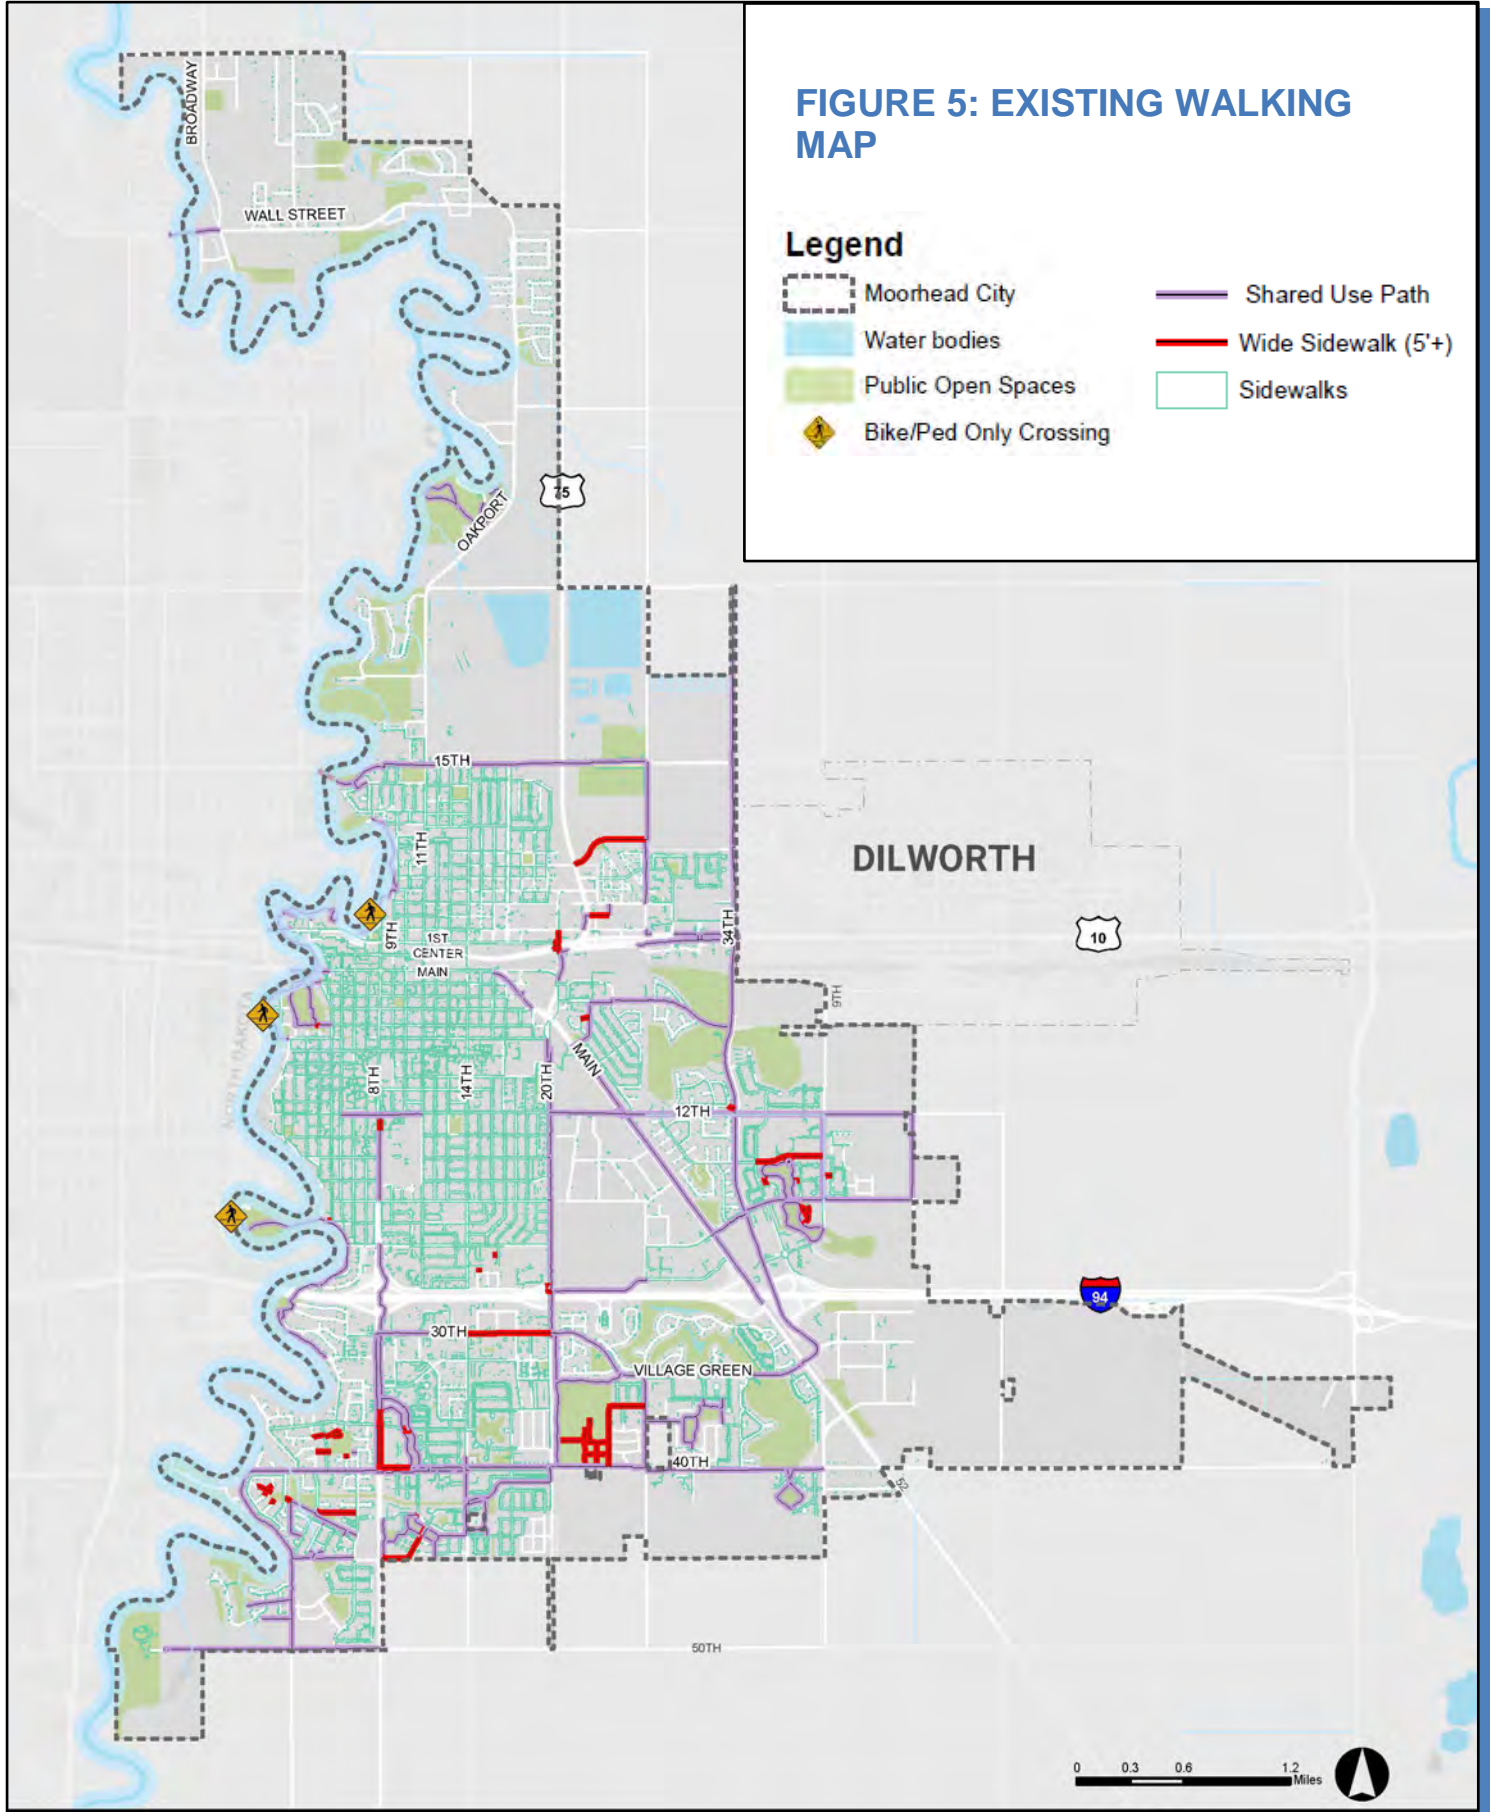 FIGURE 5: EXISTING WALKING
MAP
Legend
Moorhead City
Water bodies
Public Open Spaces
Bike/Ped Only Crossing
Shared Use Path
Wide Sidewalk (5'+)
Sidewalks
BROADWAY
WALL STREET
75
OAKPORT
15TH
11TH
DILWORTH
10
34TH
9TH
1ST
CENTER
MAIN
9TH
NORTH DAKOTA
MAIN
8TH
14TH
20TH
12TH
94
30TH
VILLAGE GREEN
40TH
52
50TH
0 0.3 0.6 1.2
Miles